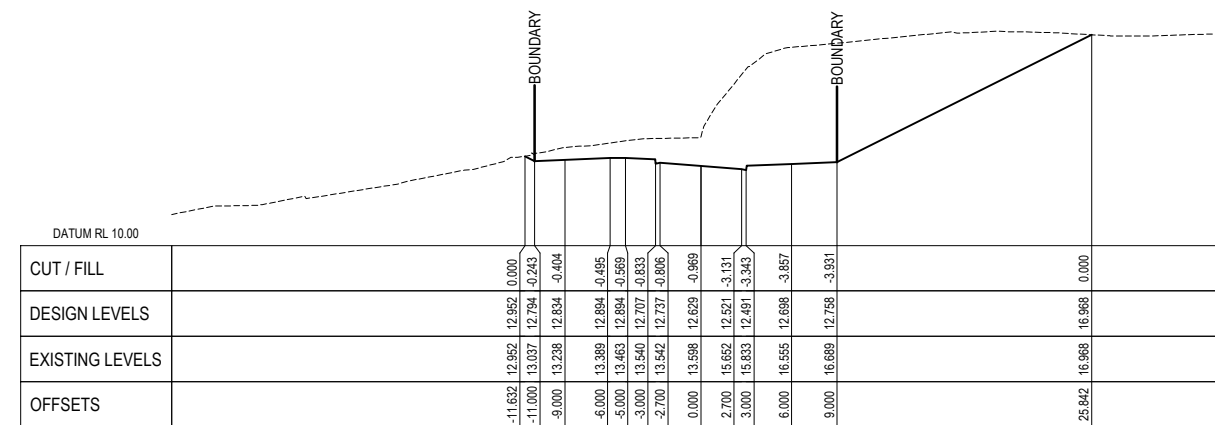 BOUNDARY
BOUNDARY
DATUM RL 10.00
CUT / FILL 0.000 -0.243 -0.404 -0.495 -0.569 -0.833 -0.806 -0.969 -3.131 -3.343 -3.857 -3.931 0.000
DESIGN LEVELS 12.952 12.794 12.834 12.894 12.894 12.707 12.737 12.629 12.521 12.491 12.698 12.758 16.968
EXISTING LEVELS 12.952 13.037 13.238 13.389 13.463 13.540 13.542 13.598 15.652 15.833 16.555 16.689 16.968
OFFSETS -11.632 -11.000 -9.000 -6.000 -5.000 -3.000 -2.700 0.000 2.700 3.000 6.000 9.000 25.842